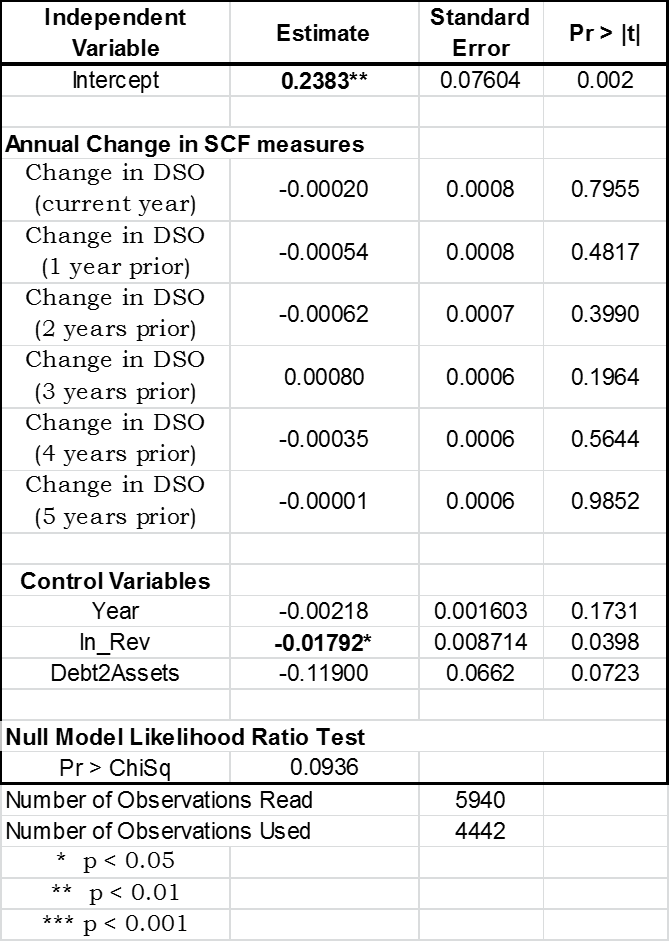 Independent Variable Estimate Standard Error Pr > |t|
Intercept 0.2383** 0.07604 0.002
Annual Change in SCF measures
Change in DSO (current year) -0.00020 0.0008 0.7955
Change in DSO (1 year prior) -0.00054 0.0008 0.4817
Change in DSO (2 years prior) -0.00062 0.0007 0.3990
Change in DSO (3 years prior) 0.00080 0.0006 0.1964
Change in DSO (4 years prior) -0.00035 0.0006 0.5644
Change in DSO (5 years prior) -0.00001 0.0006 0.9852
Control Variables
Year -0.00218 0.001603 0.1731
ln_Rev -0.01792* 0.008714 0.0398
Debt2Assets -0.11900 0.0662 0.0723
Null Model Likelihood Ratio Test
Pr > ChiSq 0.0936
Number of Observations Read 5940
Number of Observations Used 4442
* p < 0.05
** p < 0.01
*** p < 0.001